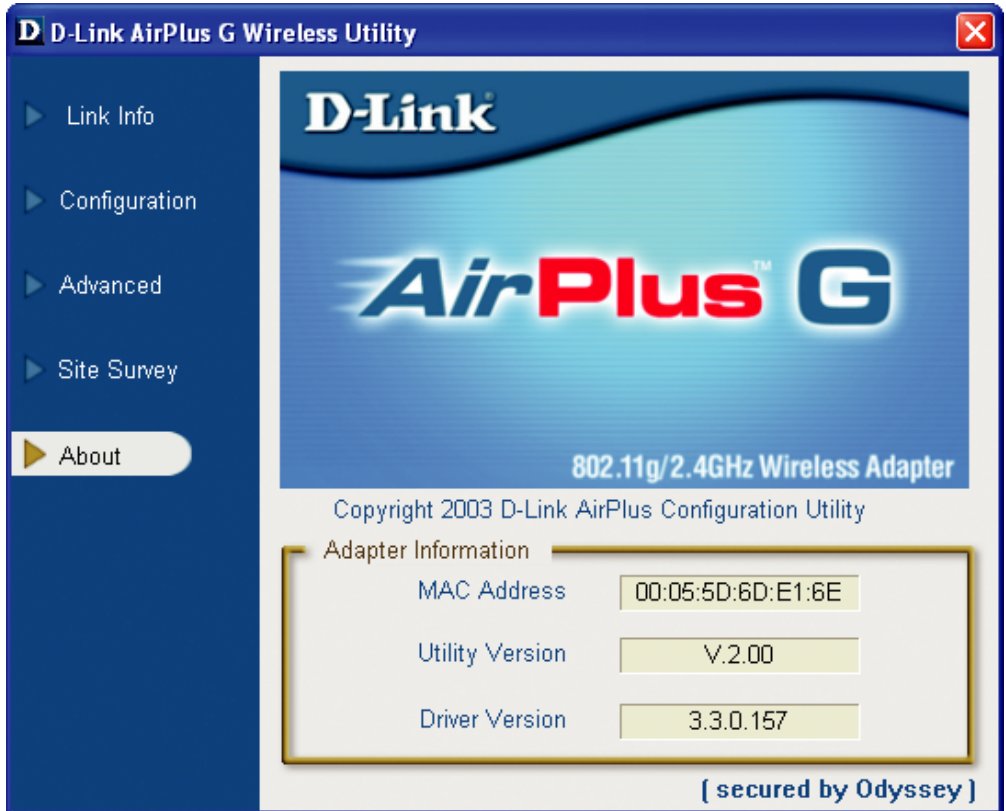 D D-Link AirPlus G Wireless Utility
Link Info
Configuration
Advanced
Site Survey
About
D-Link
AirPlus™ G
802.11g/2.4GHz Wireless Adapter
Copyright 2003 D-Link AirPlus Configuration Utility
Adapter Information
MAC Address 00:05:5D:6D:E1:6E
Utility Version V.2.00
Driver Version 3.3.0.157
( secured by Odyssey )